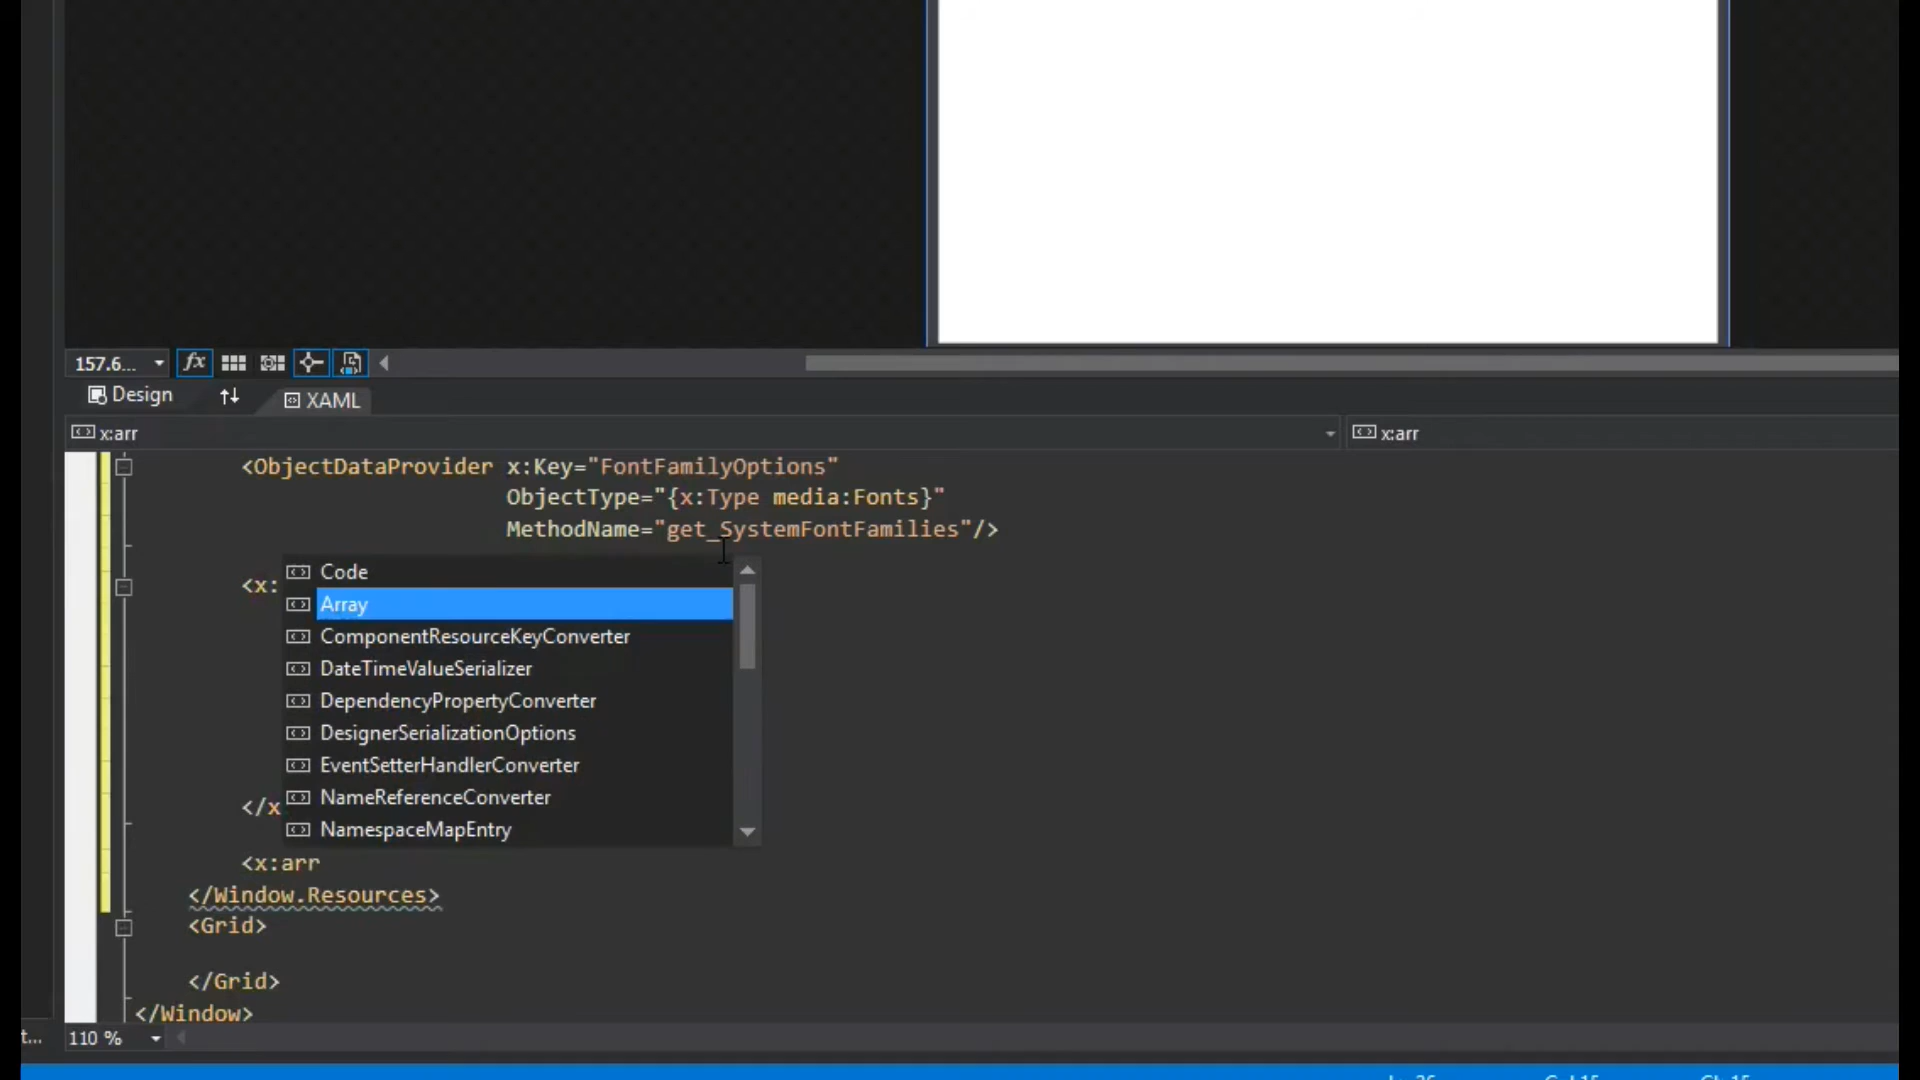 157.6...
fx
Design
XAML
x:arr
x:arr
<ObjectDataProvider x:Key="FontFamilyOptions"
ObjectType="{x:Type media:Fonts}"
MethodName="get_SystemFontFamilies"/>
<x:
Code
Array
ComponentResourceKeyConverter
DateTimeValueSerializer
DependencyPropertyConverter
DesignerSerializationOptions
EventSetterHandlerConverter
NameReferenceConverter
</x
NamespaceMapEntry
<x:arr
</Window.Resources>
<Grid>
</Grid>
</Window>
t...
110 %